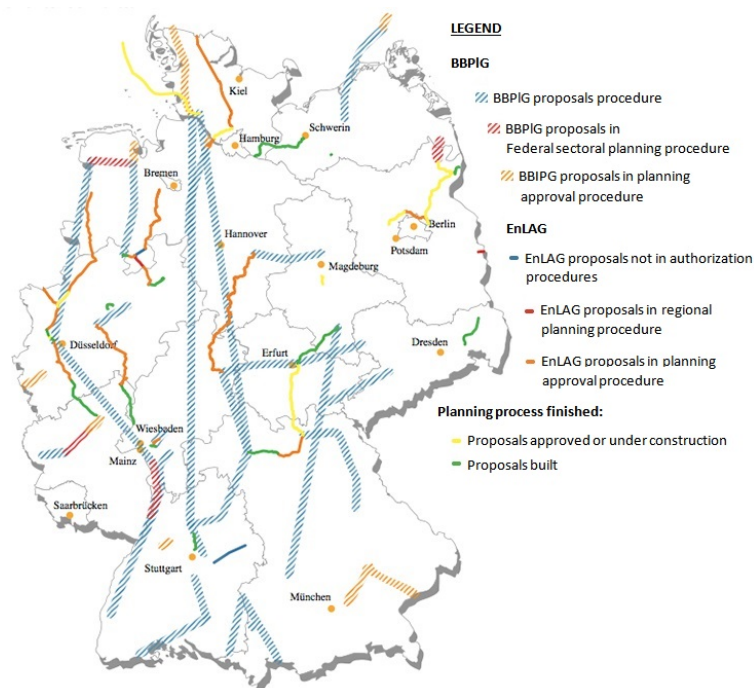 LEGEND
BBPlG
BBPlG proposals procedure
BBPlG proposals in
Federal sectoral planning procedure
BBIPG proposals in planning
approval procedure
EnLAG
EnLAG proposals not in authorization
procedures
EnLAG proposals in regional
planning procedure
EnLAG proposals in planning
approval procedure
Planning process finished:
Proposals approved or under construction
Proposals built
Kiel
Schwerin
Hamburg
Bremen
Hannover
Berlin
Potsdam
Magdeburg
Düsseldorf
Erfurt
Dresden
Wiesbaden
Mainz
Saarbrücken
Stuttgart
München